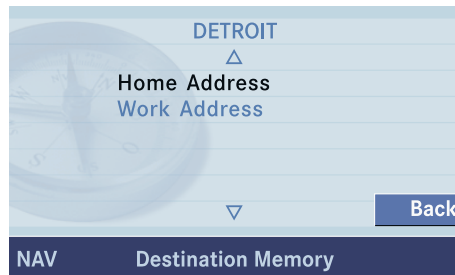 DETROIT
Home Address
Work Address
Back
NAV Destination Memory